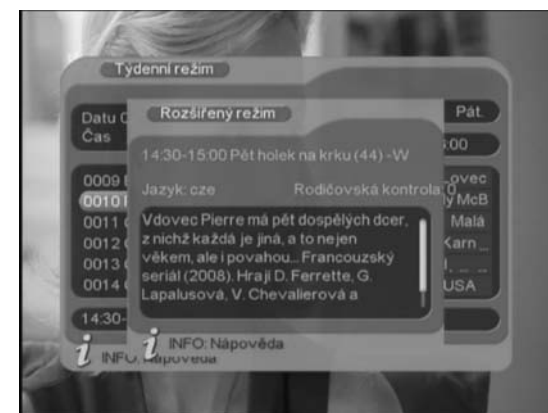 Týdenní režim
Rozšířený režim
Datu
Čas
Pát.
:00
14:30-15:00 Pět holek na krku (44) -W
Jazyk: cze Rodičovská kontrola: 0
Vdovec Pierre má pět dospělých dcer,
z nichž každá je jiná, a to nejen
věkem, ale i povahou... Francouzský
seriál (2008). Hrají D. Ferrette, G.
Lapalusová, V. Chevalierová a
0009
ovec
0010
McB
0011
Malá
0012
Karn
0013
0014
USA
14:30-
INFO: Nápověda
INFO: Nápověda